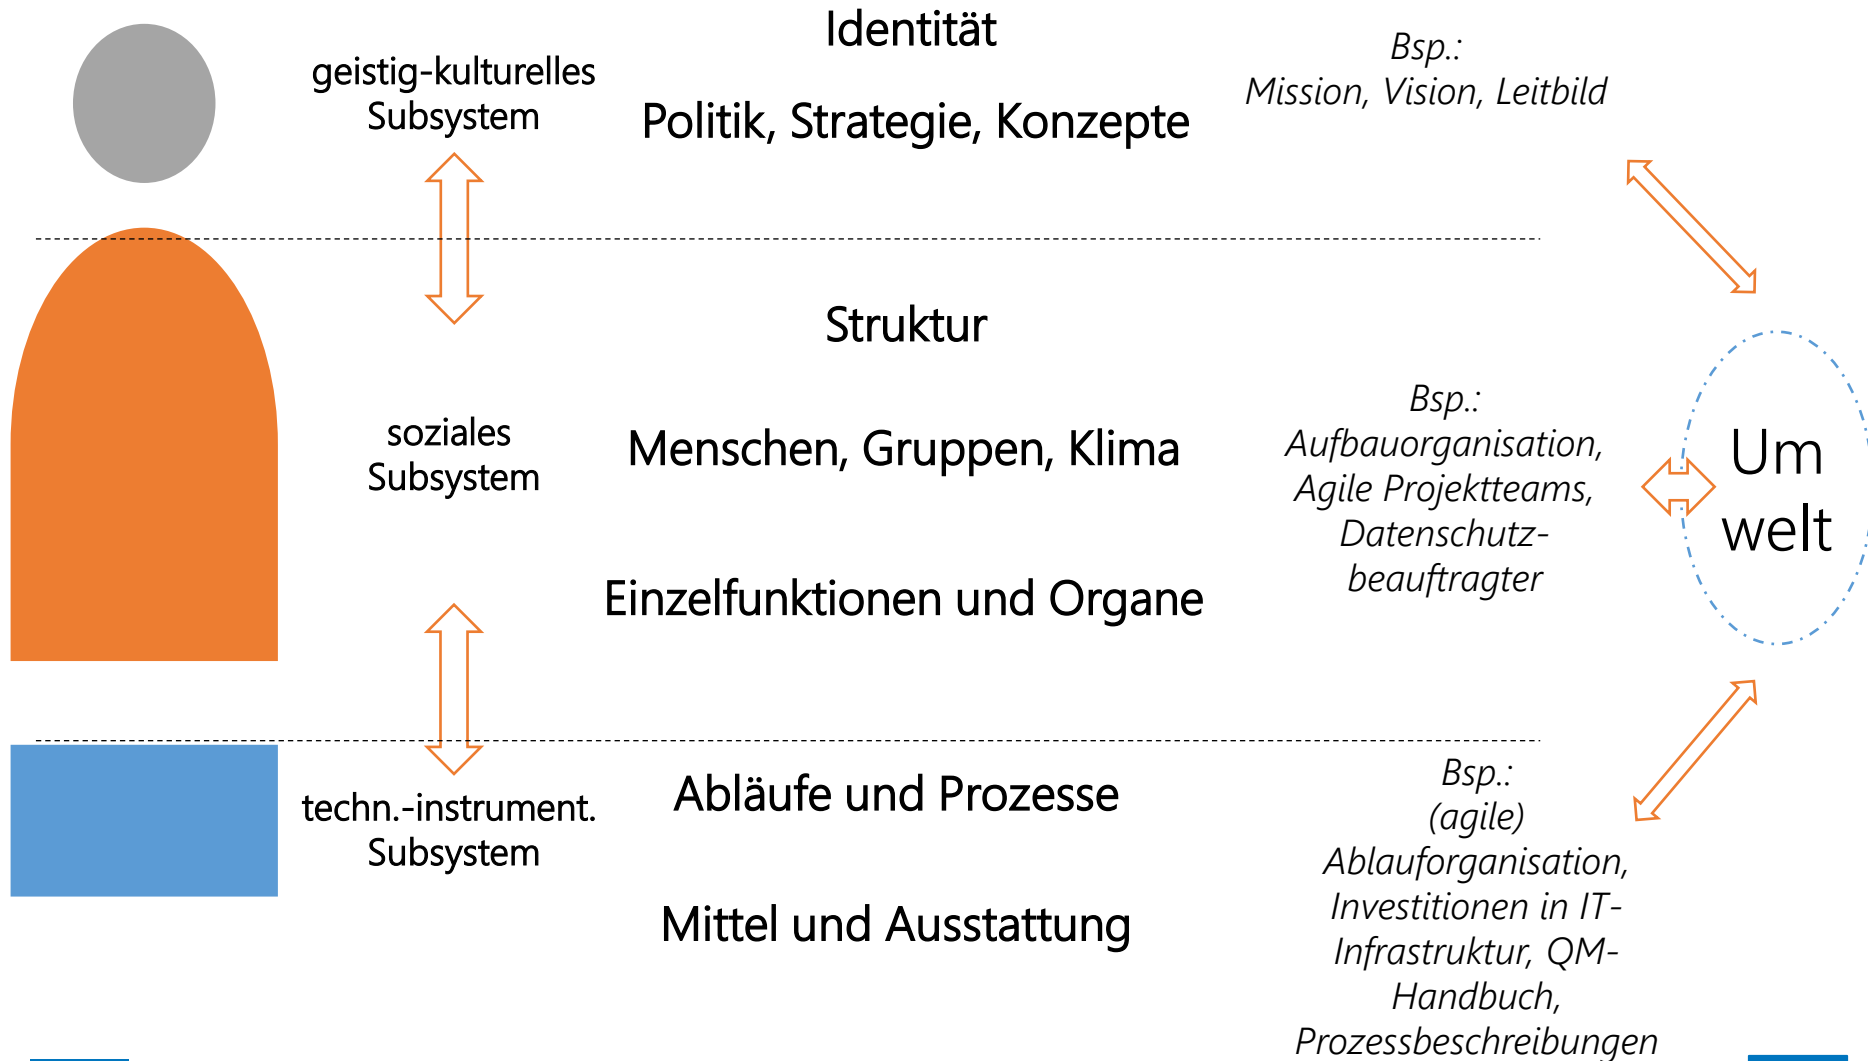 geistig-kulturelles
Subsystem
Identität
Politik, Strategie, Konzepte
Bsp.:
Mission, Vision, Leitbild
soziales
Subsystem
Struktur
Menschen, Gruppen, Klima
Einzelfunktionen und Organe
Bsp.:
Aufbauorganisation,
Agile Projektteams,
Datenschutz-
beauftragter
Um
welt
techn.-instrument.
Subsystem
Abläufe und Prozesse
Mittel und Ausstattung
Bsp.:
(agile)
Ablauforganisation,
Investitionen in IT-
Infrastruktur, QM-
Handbuch,
Prozessbeschreibungen